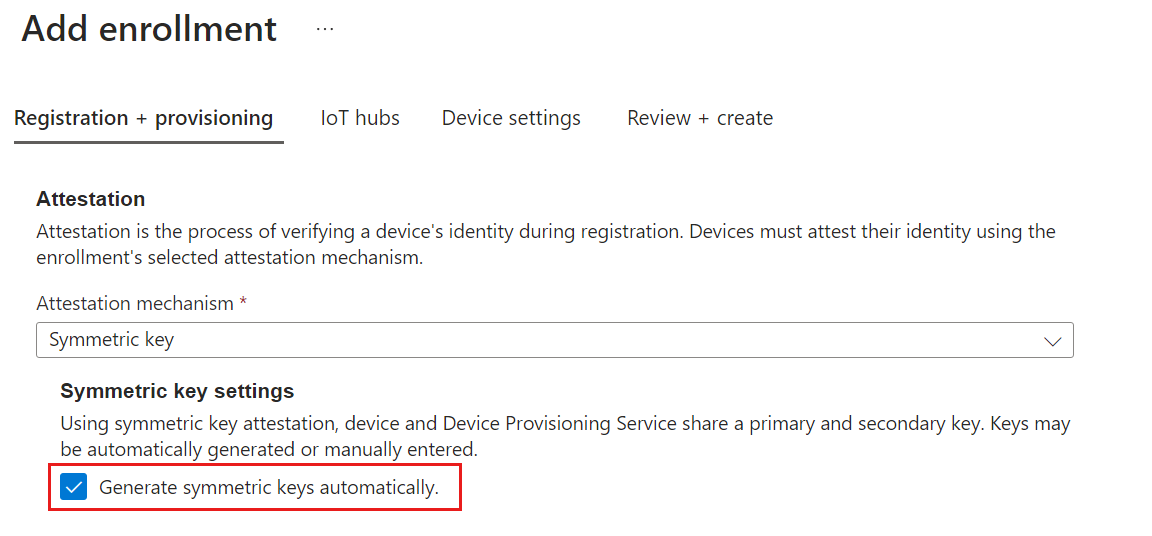 Add enrollment ...
Registration + provisioning IoT hubs Device settings Review + create
Attestation
Attestation is the process of verifying a device's identity during registration. Devices must attest their identity using the
enrollment's selected attestation mechanism.
Attestation mechanism *
Symmetric key
Symmetric key settings
Using symmetric key attestation, device and Device Provisioning Service share a primary and secondary key. Keys may
be automatically generated or manually entered.
Generate symmetric keys automatically.